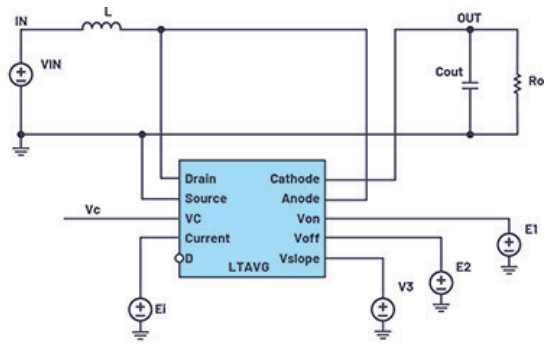 IN
L
OUT
VIN
Cout
Ro
Drain
Cathode
Source
Anode
Vc
VC
Von
Current
Voff
E1
D
LTAVG
Vslope
E2
Ei
V3